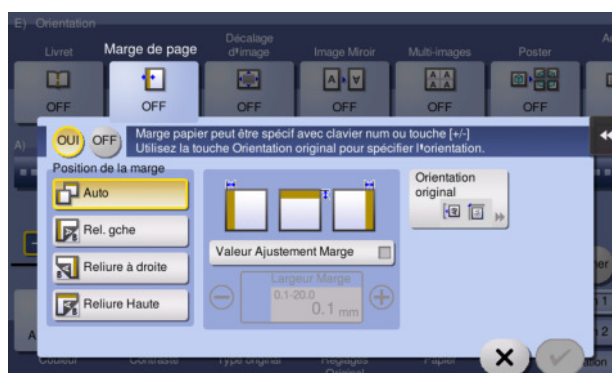 E) Orientation
Livret
Marge de page
Décalage
d'image
Image Miroir
Multi-images
Poster
OFF
OFF
OFF
OFF
OFF
OFF
OUI
OFF
Marge papier peut être spécif avec clavier num ou touche [+/-]
Utilisez la touche Orientation original pour spécifier l'orientation.
A)
Position de la marge
Auto
Rel. gche
Reliure à droite
Reliure Haute
Valeur Ajustement Marge
Largeur Marge
0.1-20.0
0.1 mm
Orientation
original
Couleur
Contraste
Type original
Réglages
Original
Papier